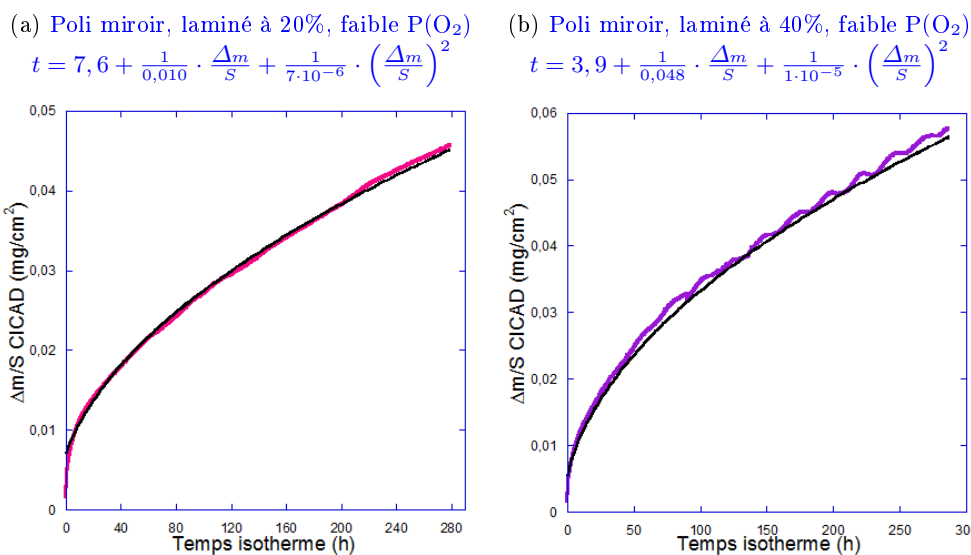 (a) Poli miroir, laminé à 20%, faible P(O₂)
t = 7,6 + 1/0,010 · Δm/S + 1/7·10⁻⁶ · (Δm/S)²
0,05
0,04
0,03
0,02
0,01
0
Δm/S CICAD (mg/cm²)
0 40 80 120 160 200 240 280
Temps isotherme (h)
(b) Poli miroir, laminé à 40%, faible P(O₂)
t = 3,9 + 1/0,048 · Δm/S + 1/1·10⁻⁵ · (Δm/S)²
0,06
0,05
0,04
0,03
0,02
0,01
0
Δm/S CICAD (mg/cm²)
0 50 100 150 200 250 30
Temps isotherme (h)